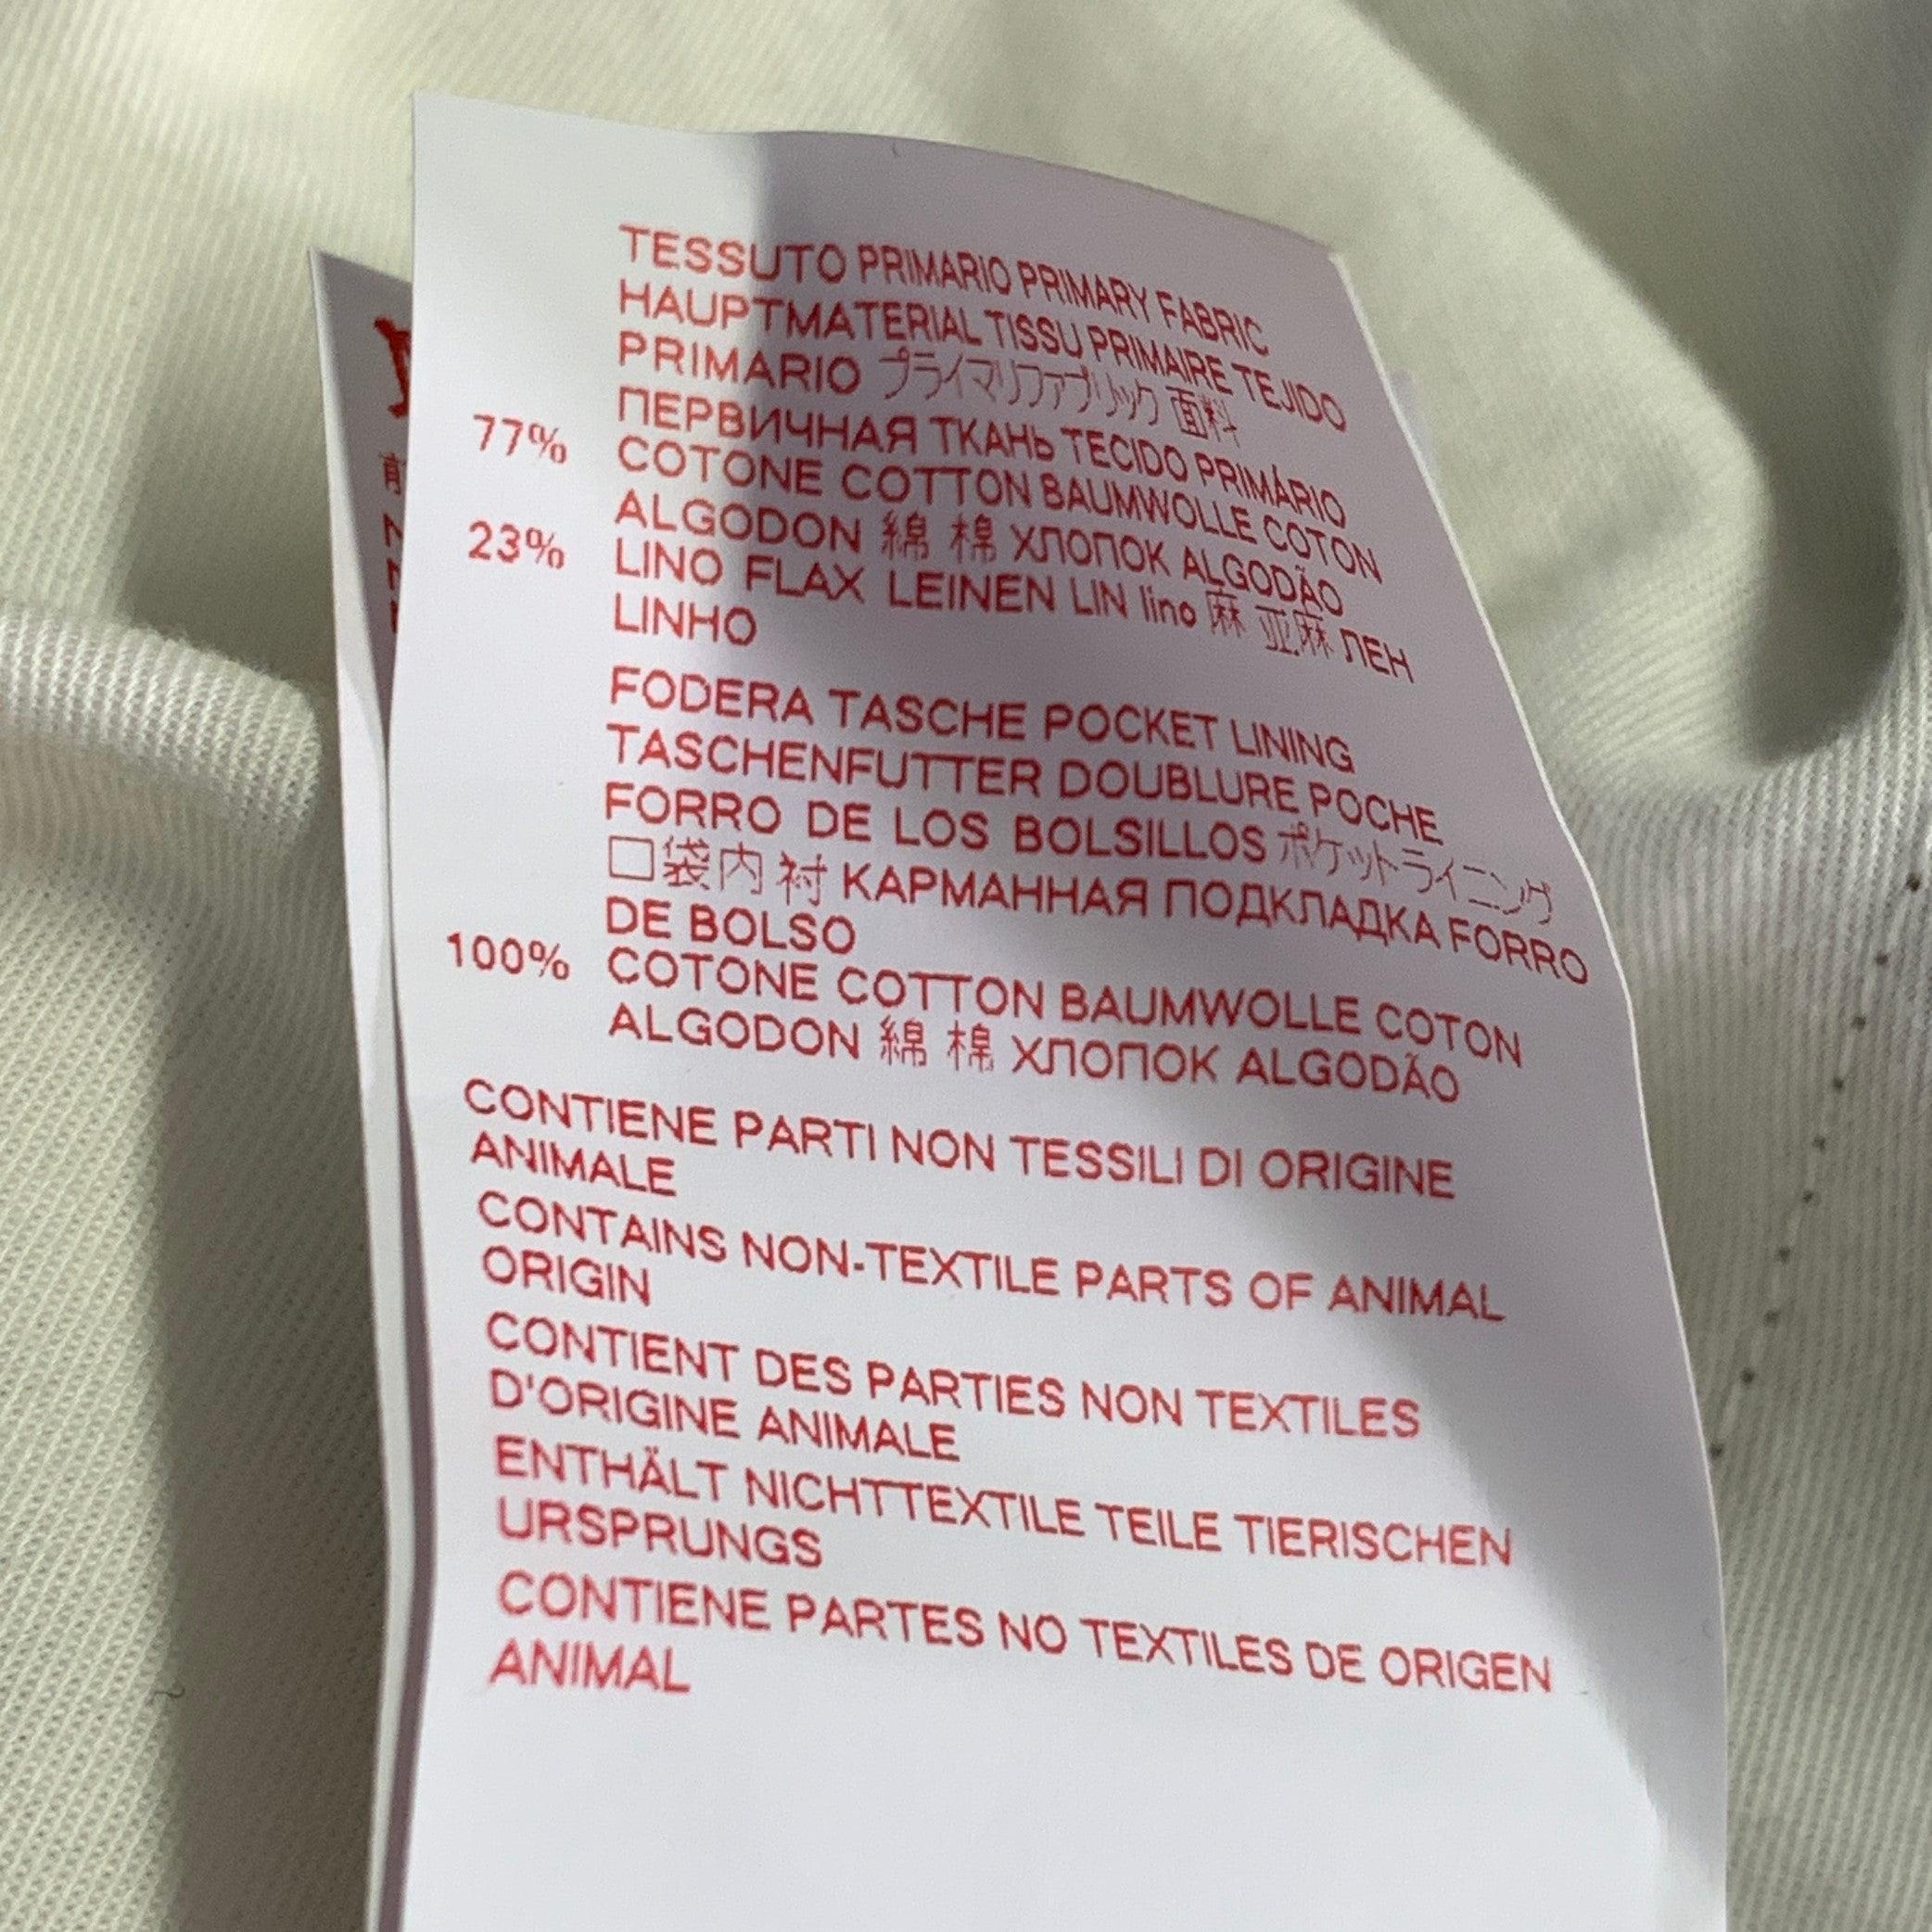 TESSUTO PRIMARIO PRIMARY FABRIC
HAUPTMATERIAL TISSU PRIMAIRE TEJIDO
PRIMARIO プライマリファブリック 面料
ПЕРВИЧНАЯ ТКАНЬ TECIDO PRIMÁRIO
77% COTONE COTTON BAUMWOLLE COTON
ALGODON 綿 棉 ХЛОПОК ALGODÃO
23% LINO FLAX LEINEN LIN lino 麻 亚麻 ЛЕН
LINHO
FODERA TASCHE POCKET LINING
TASCHENFUTTER DOUBLURE POCHE
FORRO DE LOS BOLSILLOS ポケットライニング
口袋内衬 КАРМАННАЯ ПОДКЛАДКА FORRO
DE BOLSO
100% COTONE COTTON BAUMWOLLE COTON
ALGODON 綿 棉 ХЛОПОК ALGODÃO
CONTIENE PARTI NON TESSILI DI ORIGINE
ANIMALE
CONTAINS NON-TEXTILE PARTS OF ANIMAL
ORIGIN
CONTIENT DES PARTIES NON TEXTILES
D'ORIGINE ANIMALE
ENTHÄLT NICHTTEXTILE TEILE TIERISCHEN
URSPRUNGS
CONTIENE PARTES NO TEXTILES DE ORIGEN
ANIMAL